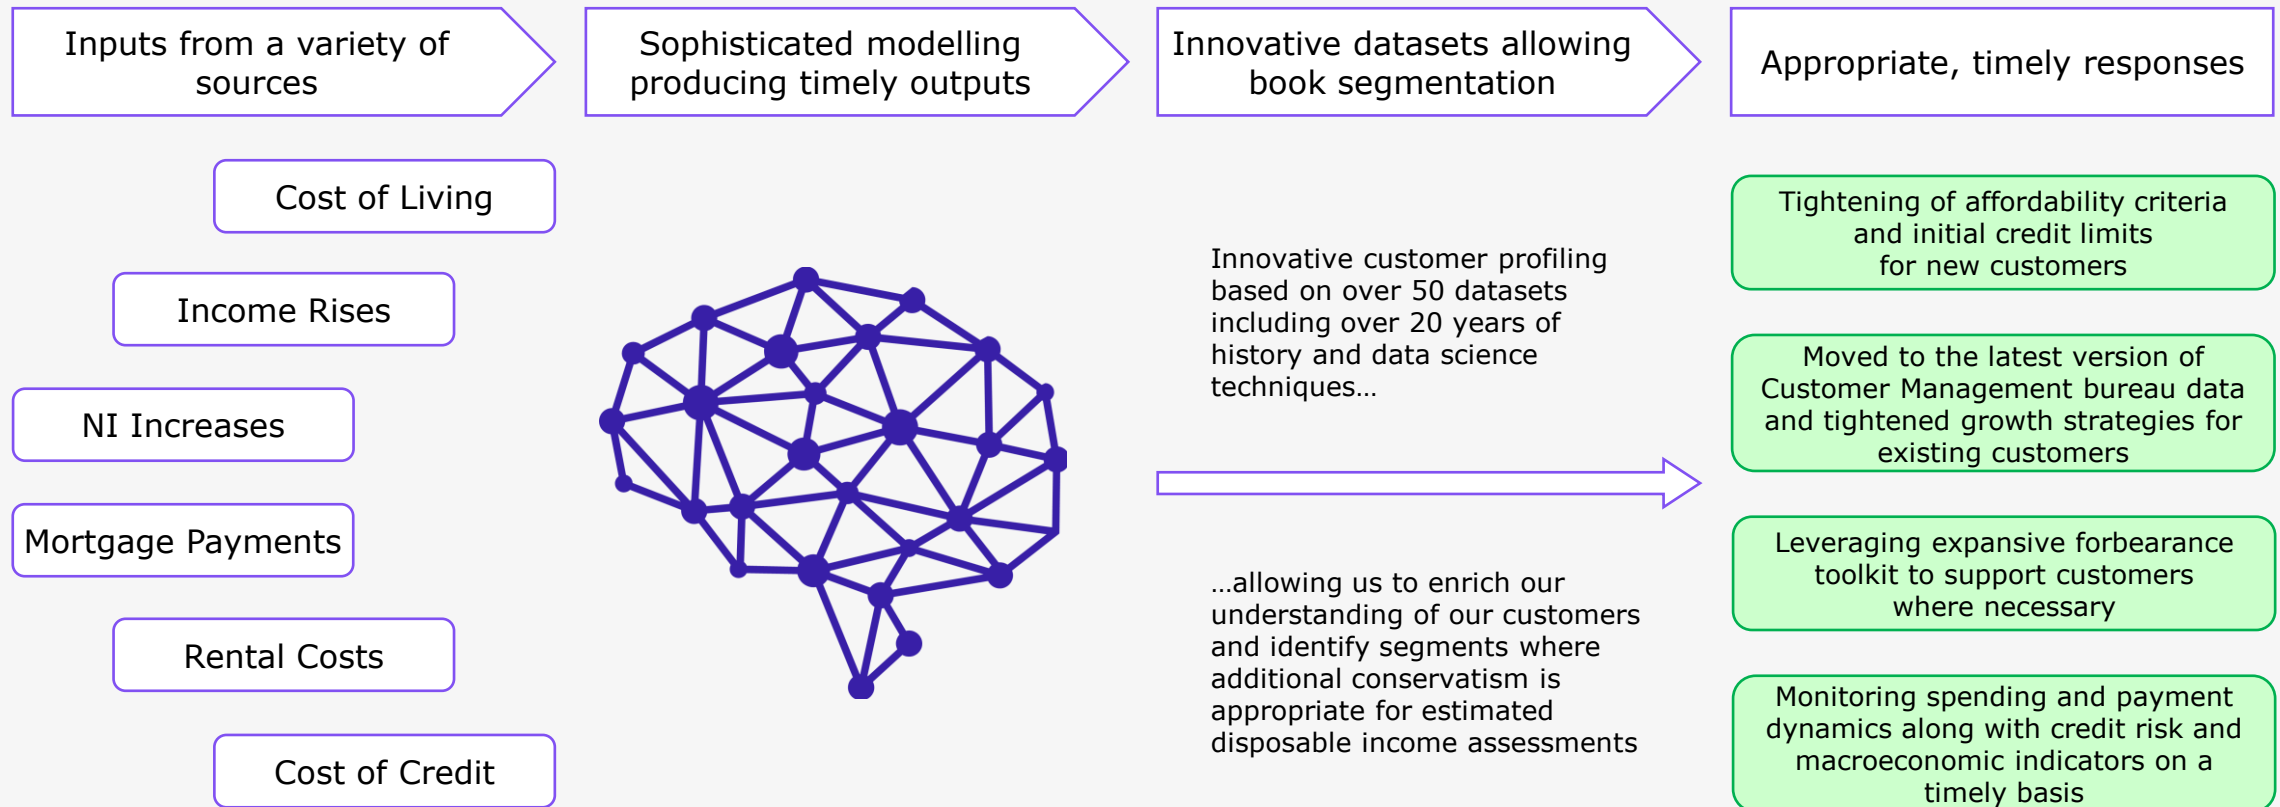 Inputs from a variety of
sources
Sophisticated modelling
producing timely outputs
Innovative datasets allowing
book segmentation
Appropriate, timely responses
Cost of Living
Income Rises
NI Increases
Mortgage Payments
Rental Costs
Cost of Credit
Innovative customer profiling
based on over 50 datasets
including over 20 years of
history and data science
techniques…
…allowing us to enrich our
understanding of our customers
and identify segments where
additional conservatism is
appropriate for estimated
disposable income assessments
Tightening of affordability criteria
and initial credit limits
for new customers
Moved to the latest version of
Customer Management bureau data
and tightened growth strategies for
existing customers
Leveraging expansive forbearance
toolkit to support customers
where necessary
Monitoring spending and payment
dynamics along with credit risk and
macroeconomic indicators on a
timely basis